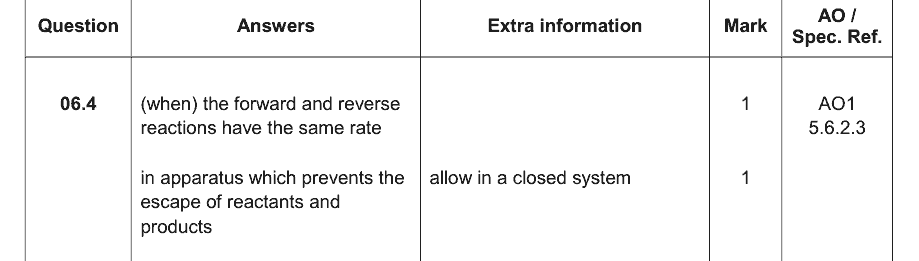 Question Answers Extra information Mark AO /
Spec. Ref.
06.4 (when) the forward and reverse 1 AO1
reactions have the same rate 5.6.2.3
in apparatus which prevents the allow in a closed system 1
escape of reactants and
products